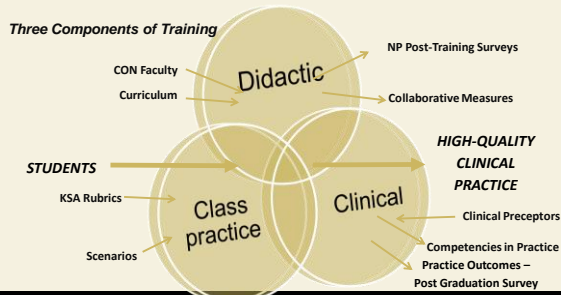 Three Components of Training
NP Post-Training Surveys
CON Faculty
Didactic
Curriculum
Collaborative Measures
STUDENTS
HIGH-QUALITY
CLINICAL
PRACTICE
KSA Rubrics
Class
practice
Clinical
Clinical Preceptors
Scenarios
Competencies in Practice
Practice Outcomes –
Post Graduation Survey